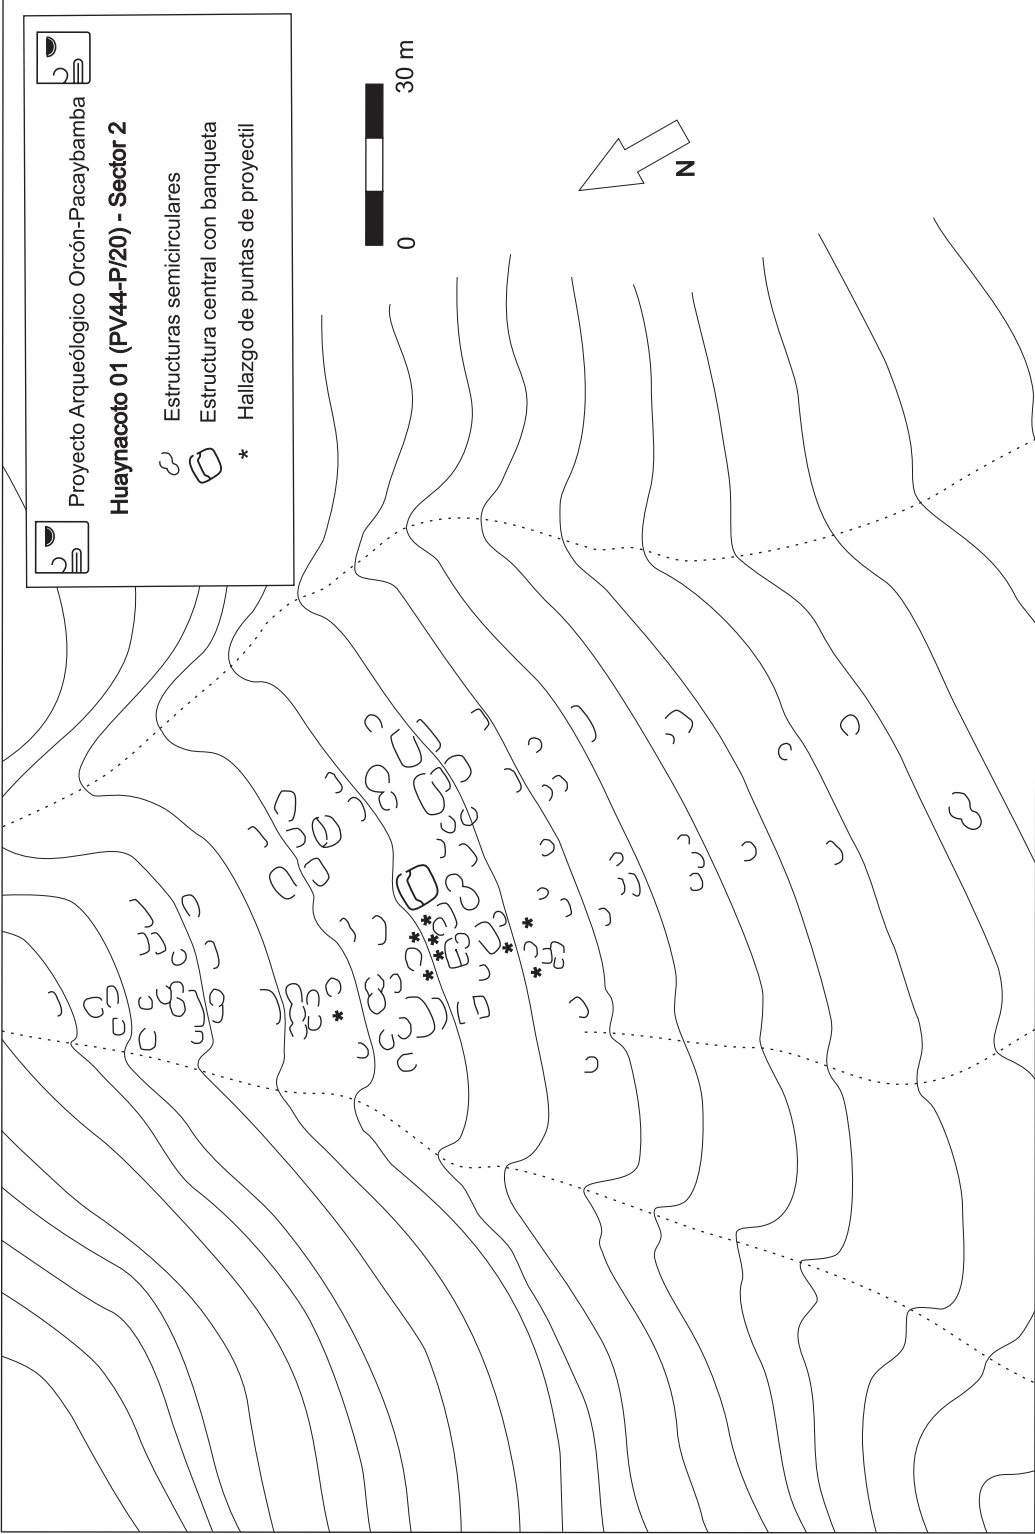 Proyecto Arqueólogico Orcón-Pacaybamba
Huaynacoto 01 (PV44-P/20) - Sector 2
Estructuras semicirculares
Estructura central con banqueta
* Hallazgo de puntas de proyectil
0 30 m
N